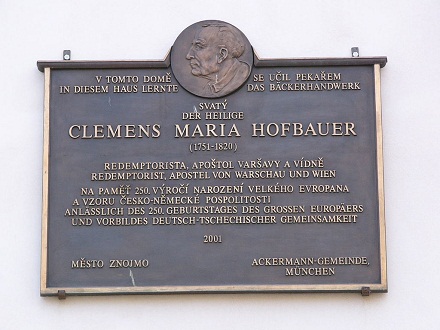 V TOMTO DOMĚ SE UČIL PEKAŘEM
IN DIESEM HAUS LERNTE DAS BÄCKERHANDWERK
SVATÝ
DER HEILIGE
CLEMENS MARIA HOFBAUER
(1751-1820)
REDEMPTORISTA, APOŠTOL VARŠAVY A VÍDNĚ
REDEMPTORIST, APOSTEL VON WARSCHAU UND WIEN
NA PAMĚŤ 250. VÝROČÍ NAROZENÍ VELKÉHO EVROPANA
A VZORU ČESKO-NĚMECKÉ POSPOLITOSTI
ANLÄSSLICH DES 250. GEBURTSTAGES DES GROSSEN EUROPÄERS
UND VORBILDES DEUTSCH-TSCHECHISCHER GEMEINSAMKEIT
2001
MĚSTO ZNOJMO
ACKERMANN-GEMEINDE,
MÜNCHEN